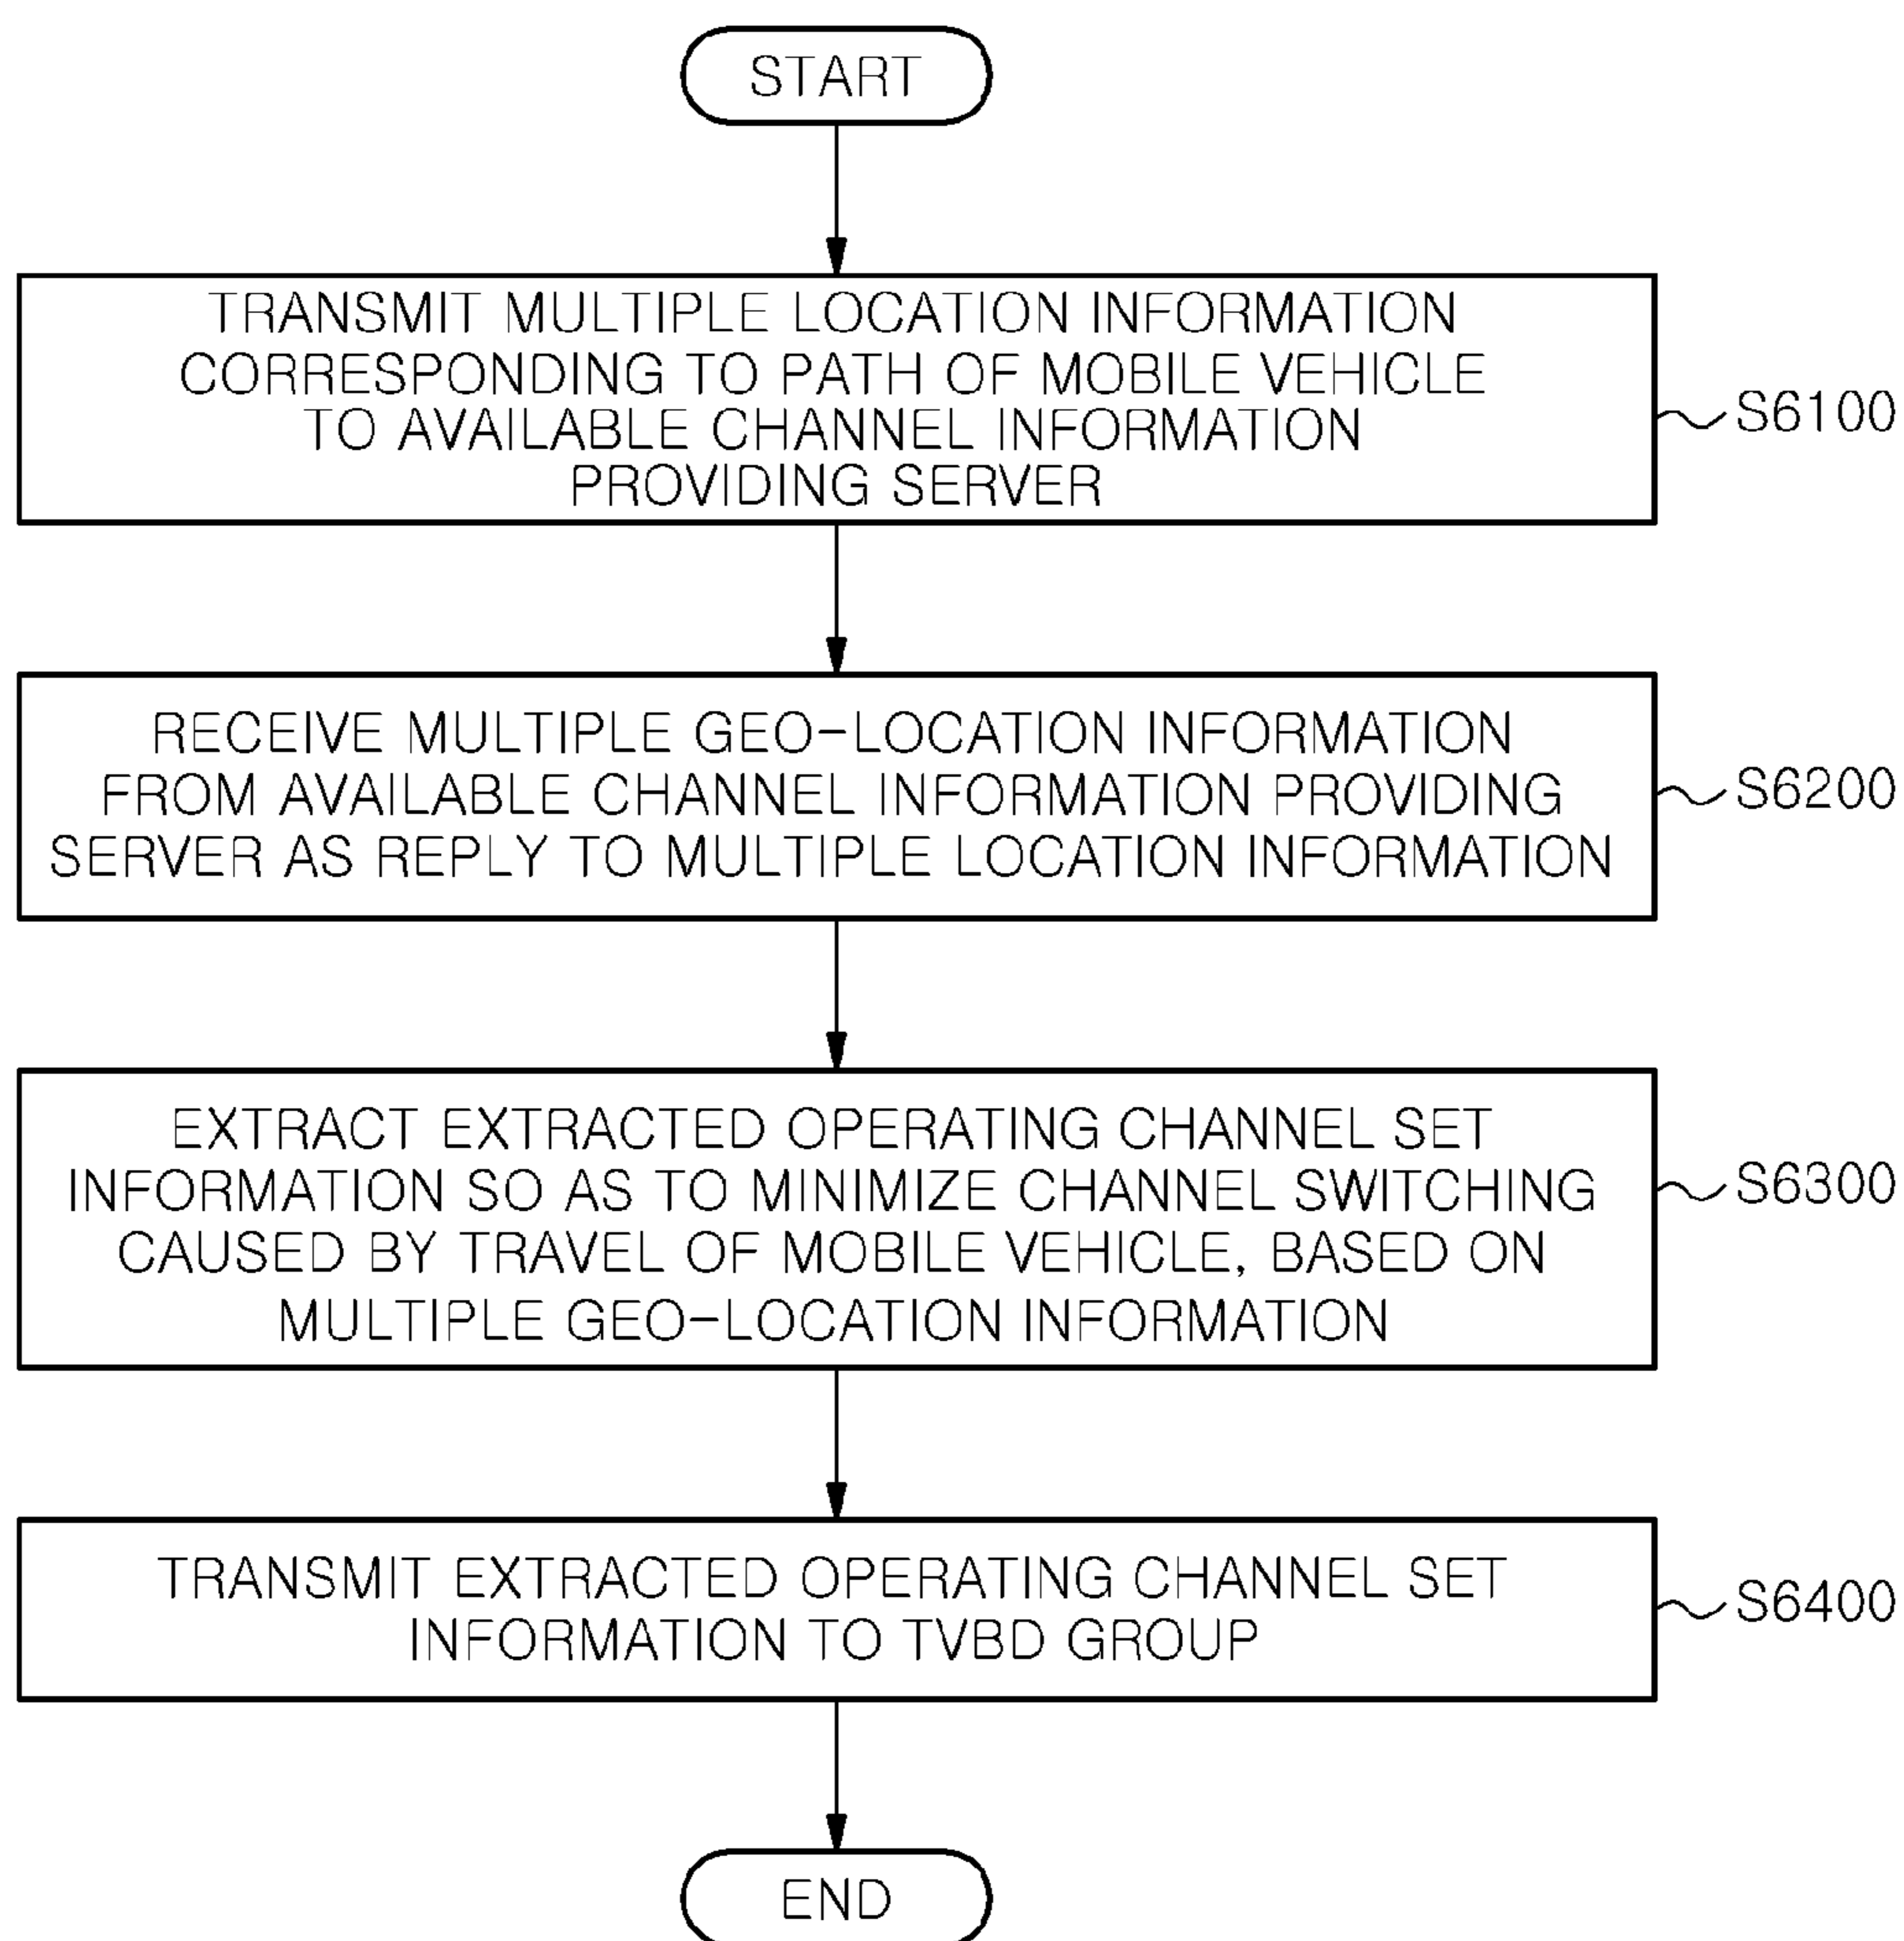 START
TRANSMIT MULTIPLE LOCATION INFORMATION
CORRESPONDING TO PATH OF MOBILE VEHICLE
TO AVAILABLE CHANNEL INFORMATION
PROVIDING SERVER
S6100
RECEIVE MULTIPLE GEO-LOCATION INFORMATION
FROM AVAILABLE CHANNEL INFORMATION PROVIDING
SERVER AS REPLY TO MULTIPLE LOCATION INFORMATION
S6200
EXTRACT EXTRACTED OPERATING CHANNEL SET
INFORMATION SO AS TO MINIMIZE CHANNEL SWITCHING
CAUSED BY TRAVEL OF MOBILE VEHICLE, BASED ON
MULTIPLE GEO-LOCATION INFORMATION
S6300
TRANSMIT EXTRACTED OPERATING CHANNEL SET
INFORMATION TO TVBD GROUP
S6400
END